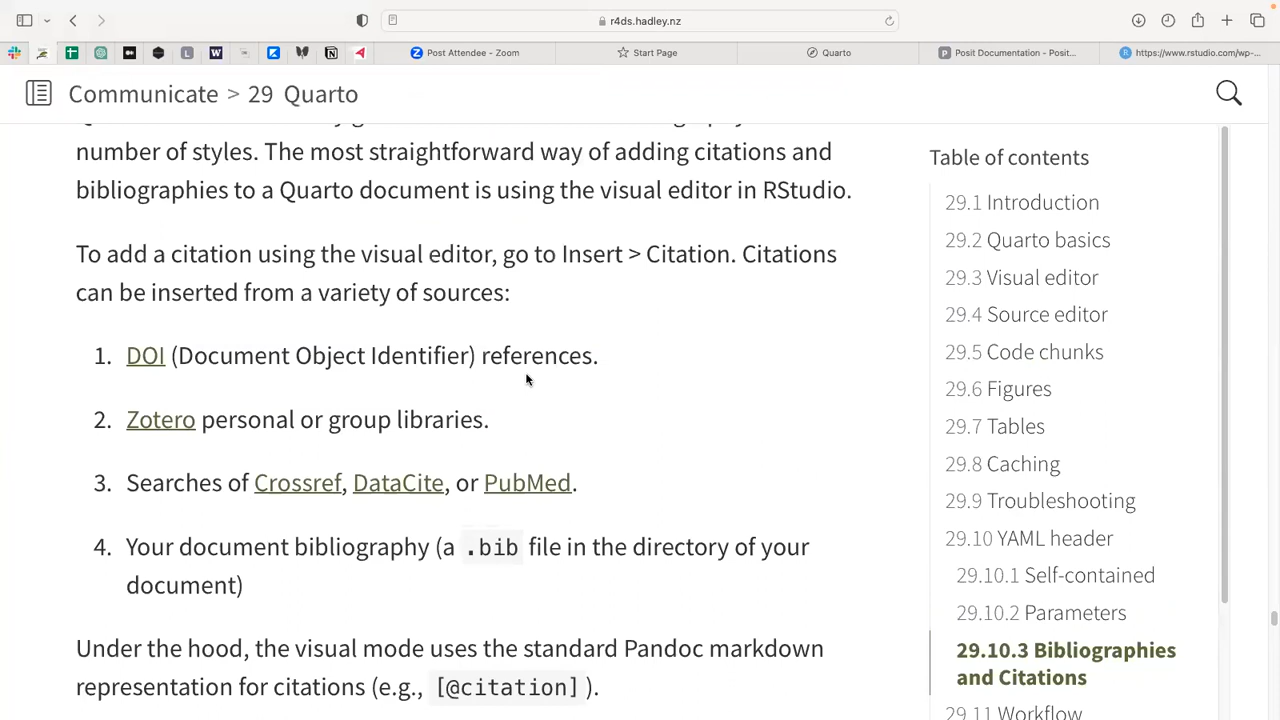 r4ds.hadley.nz
Post Attendee - Zoom
Start Page
Quarto
Posit Documentation - Posit...
https://www.rstudio.com/wp-...
Communicate > 29 Quarto
number of styles. The most straightforward way of adding citations and
bibliographies to a Quarto document is using the visual editor in RStudio.
To add a citation using the visual editor, go to Insert > Citation. Citations
can be inserted from a variety of sources:
1. DOI (Document Object Identifier) references.
2. Zotero personal or group libraries.
3. Searches of Crossref, DataCite, or PubMed.
4. Your document bibliography (a .bib file in the directory of your
document)
Under the hood, the visual mode uses the standard Pandoc markdown
representation for citations (e.g., [@citation] ).
Table of contents
29.1 Introduction
29.2 Quarto basics
29.3 Visual editor
29.4 Source editor
29.5 Code chunks
29.6 Figures
29.7 Tables
29.8 Caching
29.9 Troubleshooting
29.10 YAML header
29.10.1 Self-contained
29.10.2 Parameters
29.10.3 Bibliographies
and Citations
29.11 Workflow